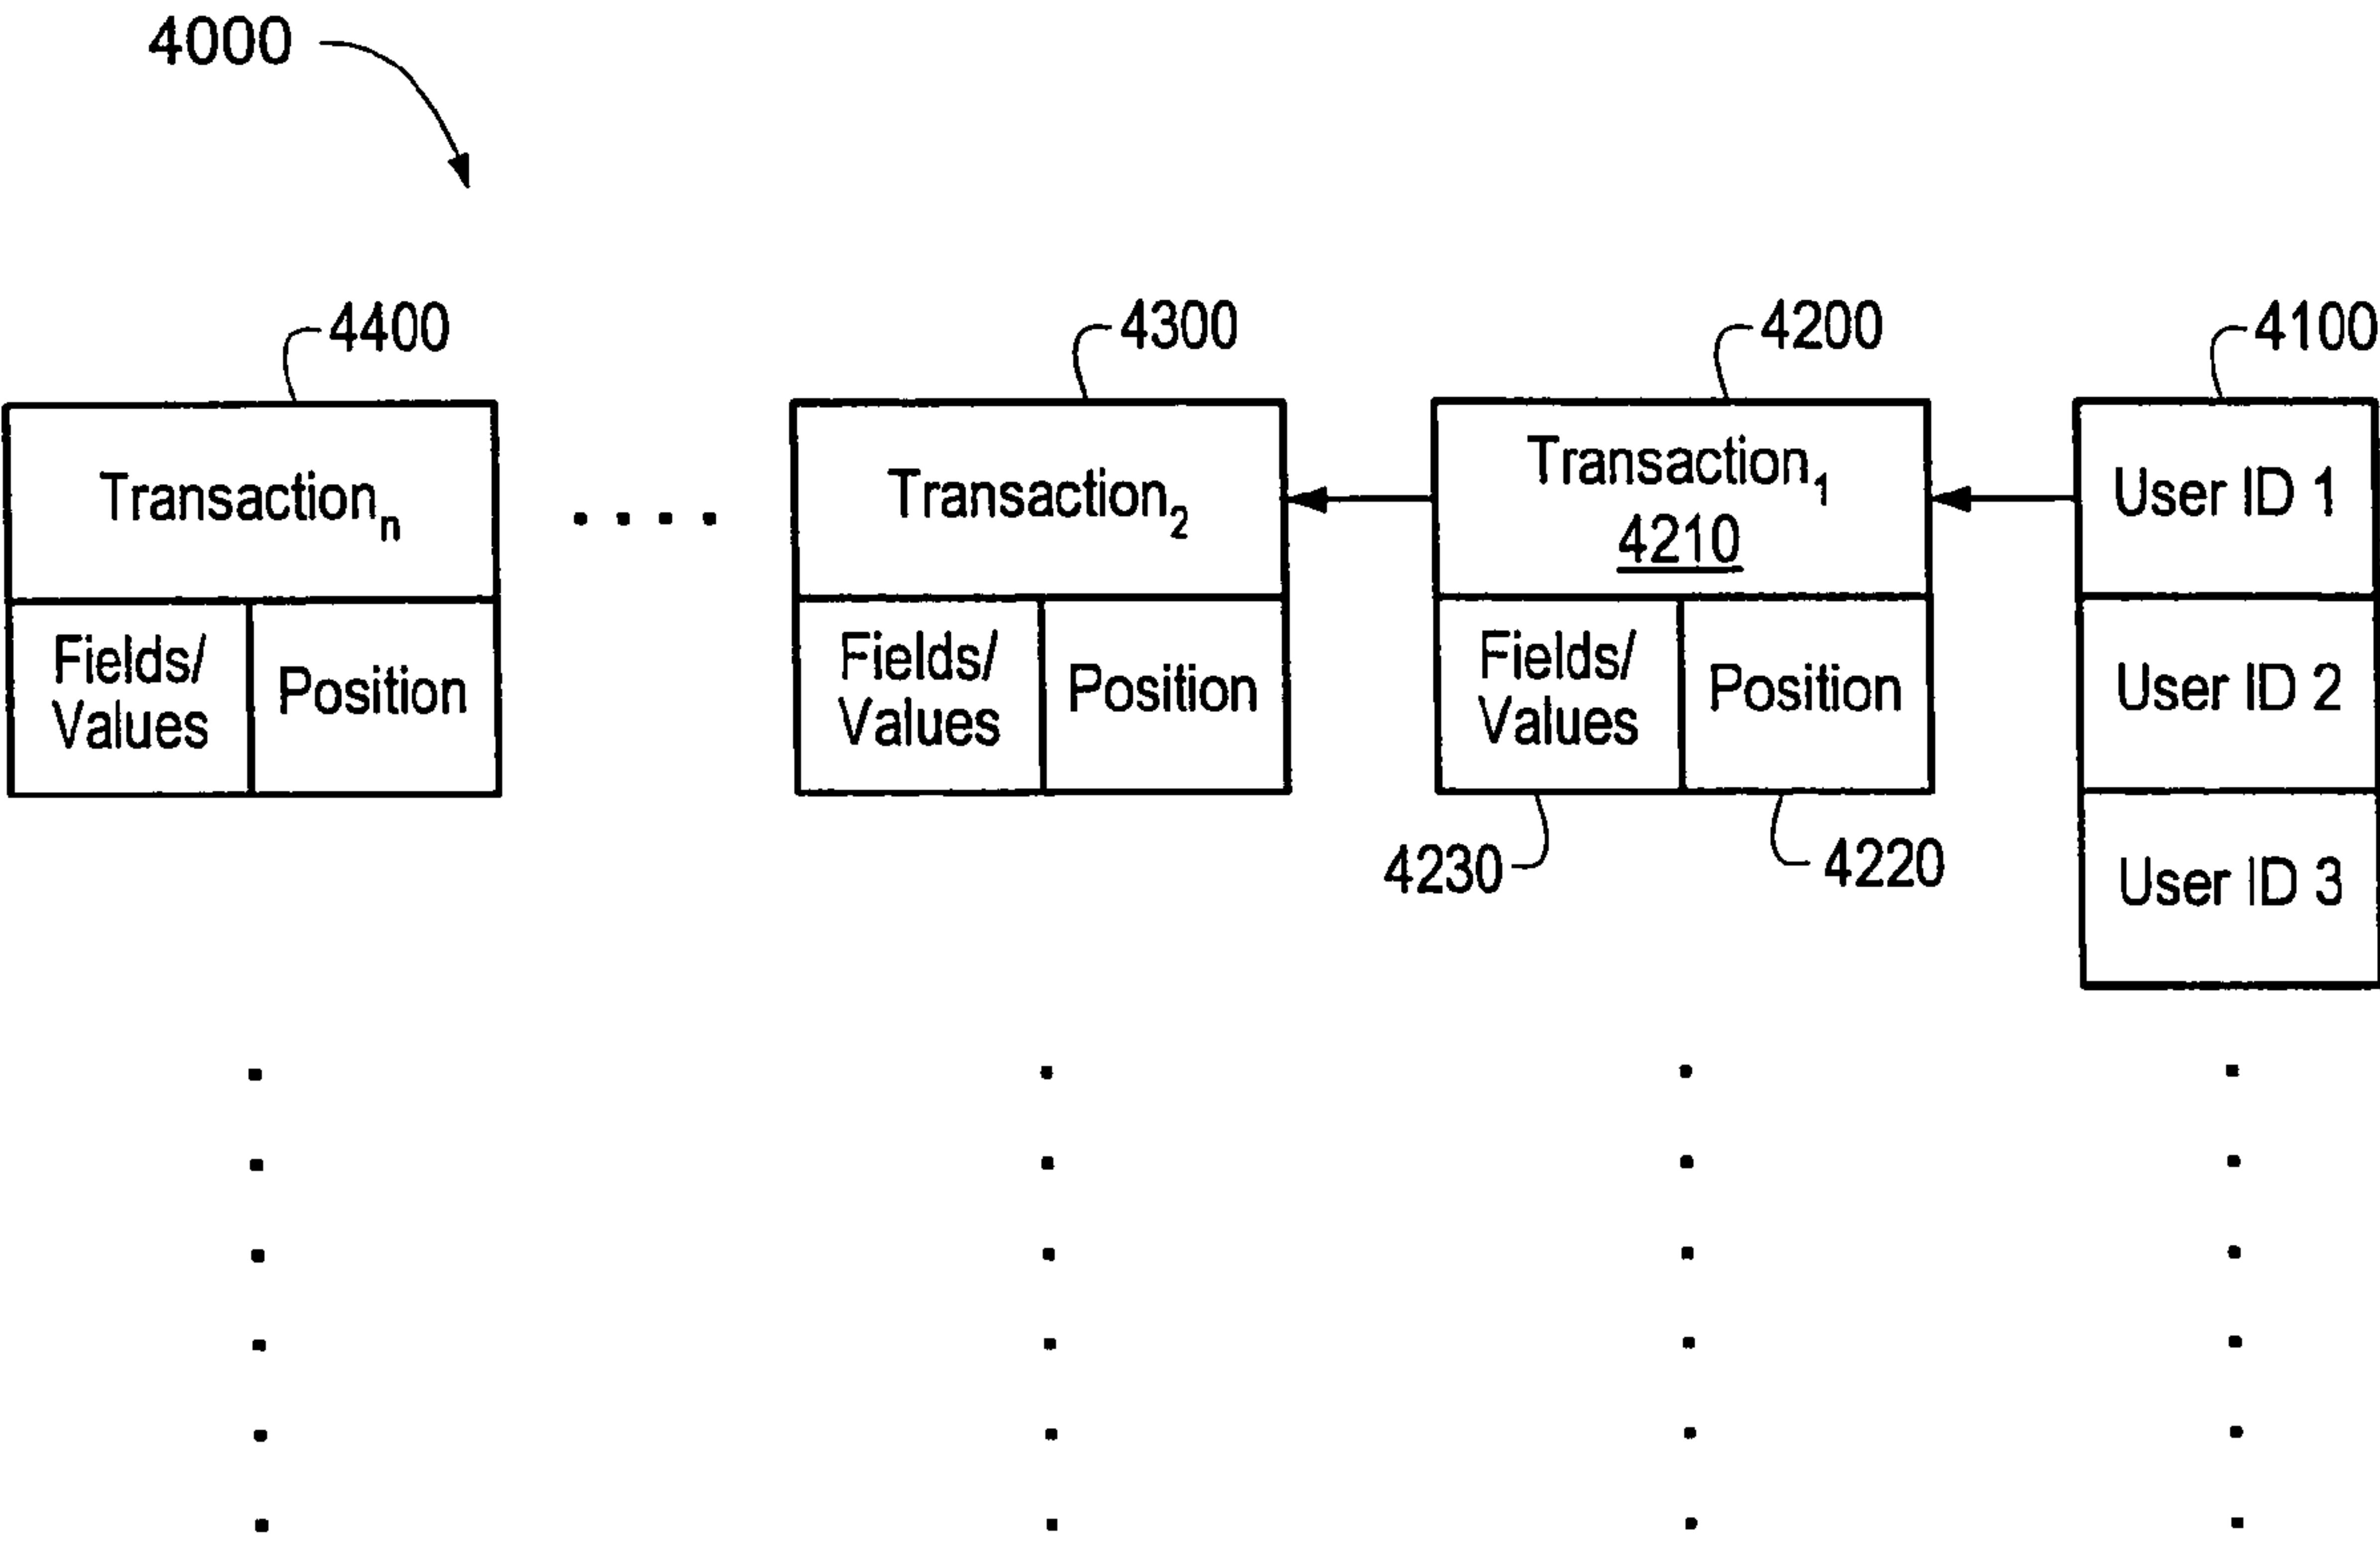 4000
4400
4300
4200
4100
Transactionₙ
Transaction₂
Transaction₁
4210
User ID 1
Fields/
Values
Position
Fields/
Values
Position
Fields/
Values
Position
User ID 2
4230
4220
User ID 3